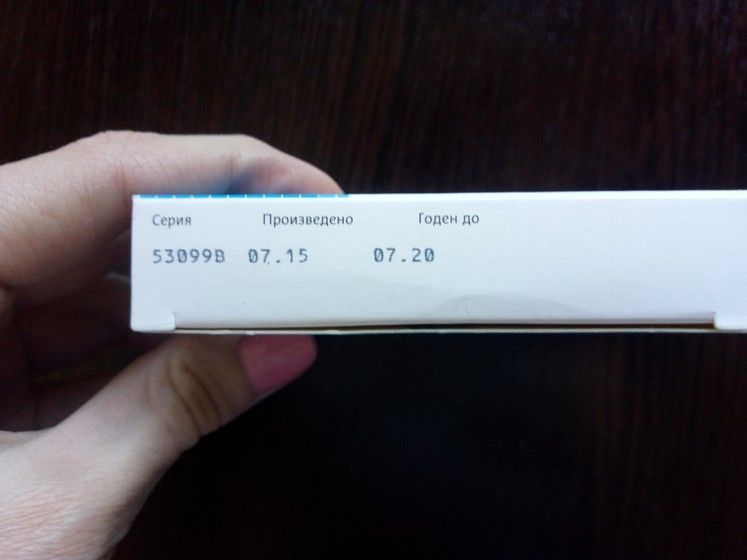 Серия Произведено Годен до
53099B 07.15 07.20